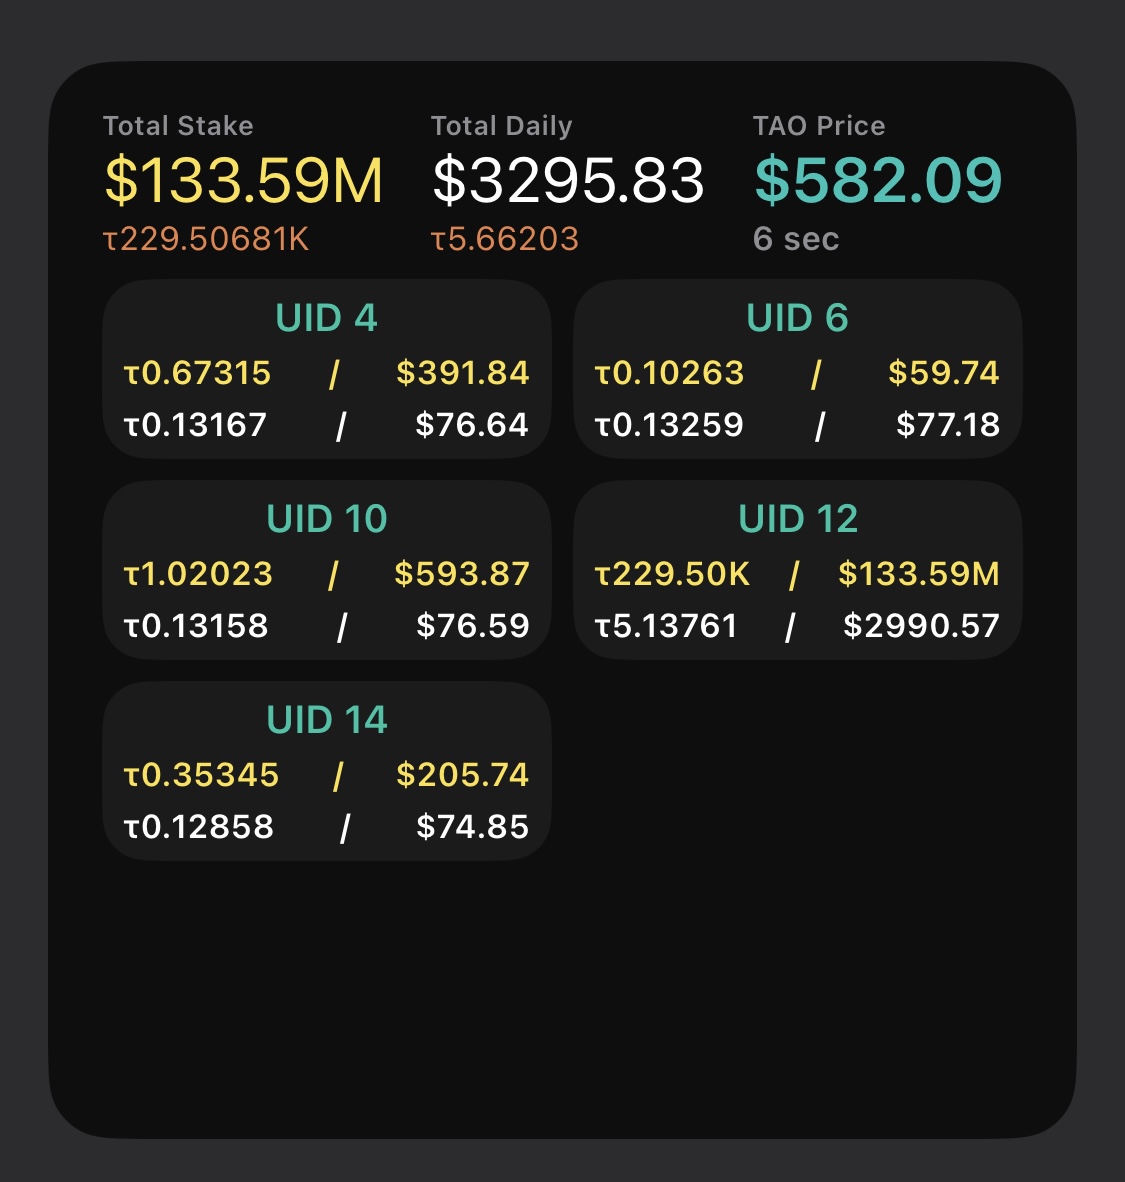 Total Stake Total Daily TAO Price
$133.59M $3295.83 $582.09
τ229.50681K τ5.66203 6 sec
UID 4 UID 6
τ0.67315 / $391.84 τ0.10263 / $59.74
τ0.13167 / $76.64 τ0.13259 / $77.18
UID 10 UID 12
τ1.02023 / $593.87 τ229.50K / $133.59M
τ0.13158 / $76.59 τ5.13761 / $2990.57
UID 14
τ0.35345 / $205.74
τ0.12858 / $74.85